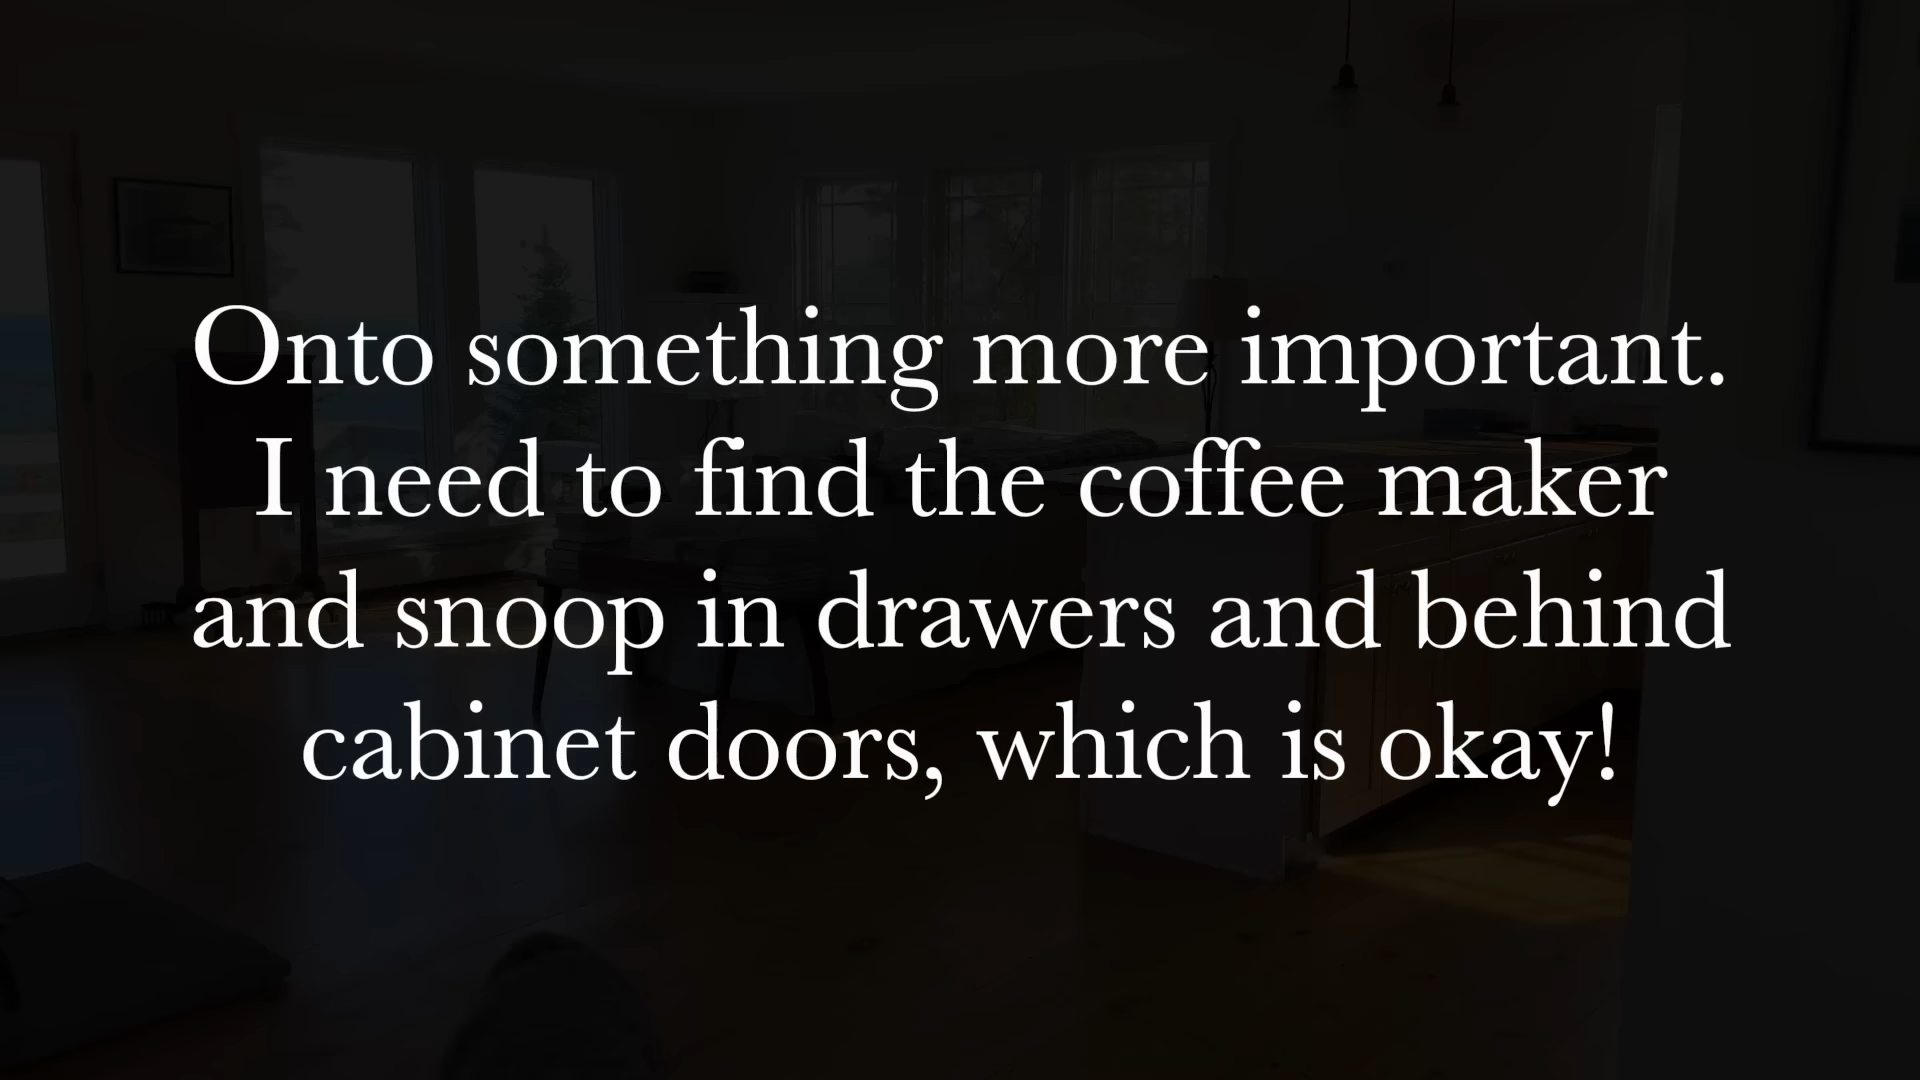 Onto something more important.
I need to find the coffee maker
and snoop in drawers and behind
cabinet doors, which is okay!